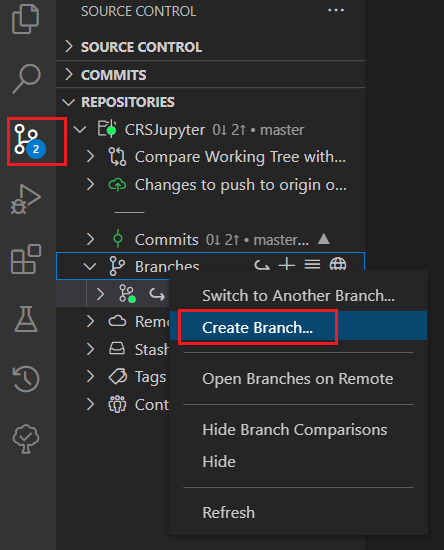 SOURCE CONTROL
SOURCE CONTROL
COMMITS
REPOSITORIES
CRSJupyter 0↓ 2↑ • master
2
Compare Working Tree with...
Changes to push to origin o...
Commits 0↓ 2↑ • master... ▲
Branches
Switch to Another Branch...
Create Branch...
Remo
Stash
Open Branches on Remote
Tags
Cont
Hide Branch Comparisons
Hide
Refresh